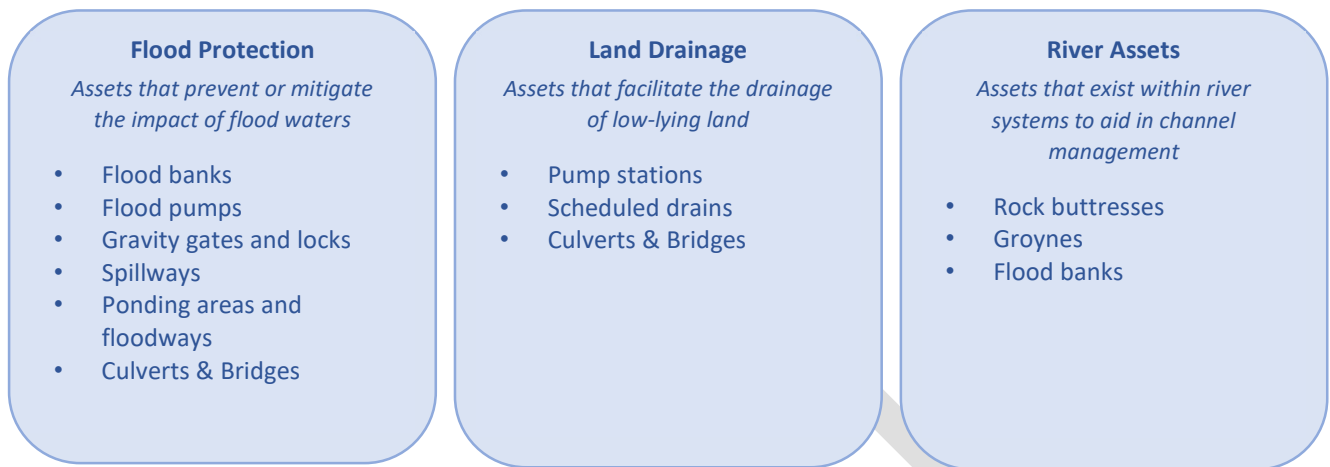 Flood Protection
Assets that prevent or mitigate
the impact of flood waters
• Flood banks
• Flood pumps
• Gravity gates and locks
• Spillways
• Ponding areas and
floodways
• Culverts & Bridges
Land Drainage
Assets that facilitate the drainage
of low-lying land
• Pump stations
• Scheduled drains
• Culverts & Bridges
River Assets
Assets that exist within river
systems to aid in channel
management
• Rock buttresses
• Groynes
• Flood banks